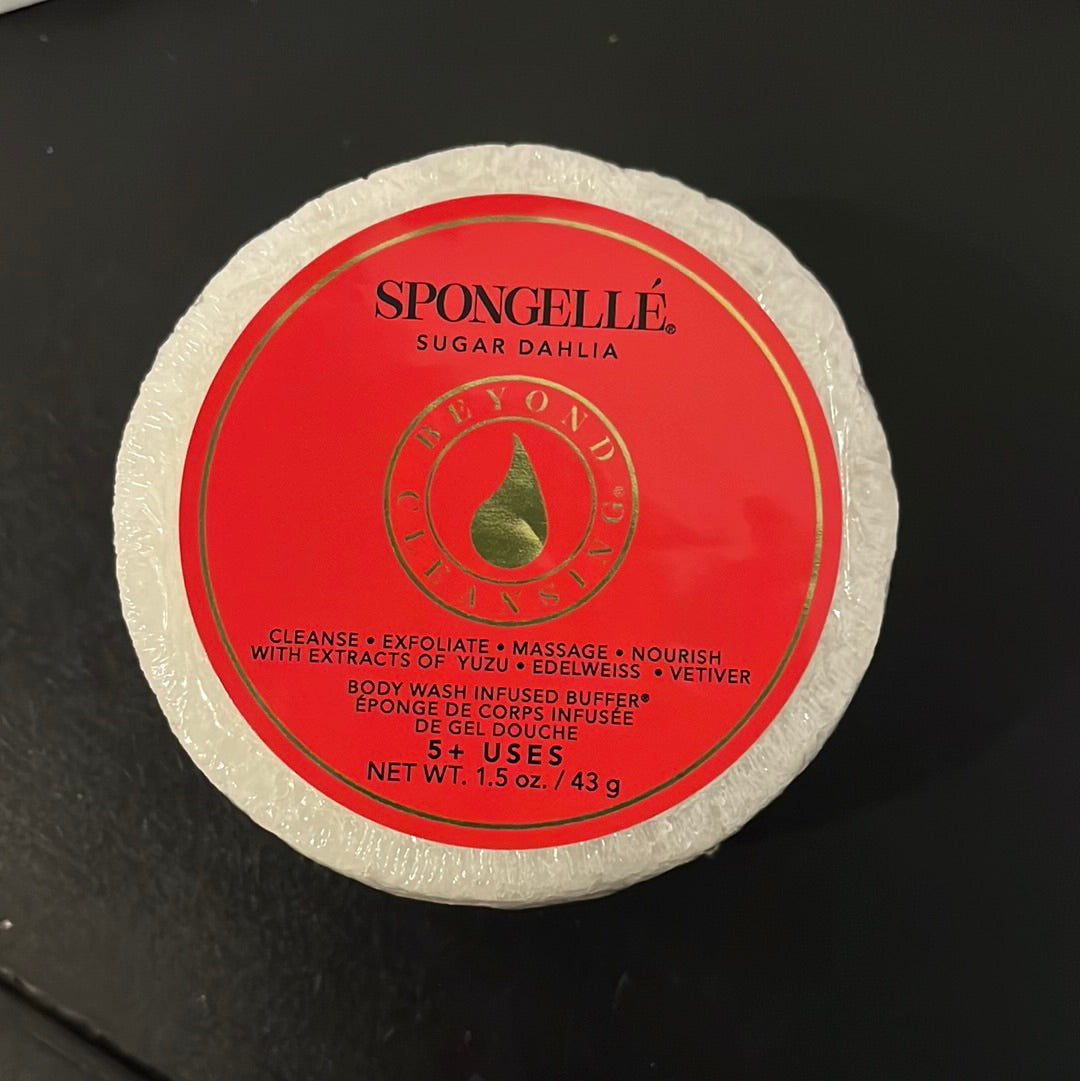 SPONGELLÉ®
SUGAR DAHLIA
BEYOND
CLEANSING®
CLEANSE • EXFOLIATE • MASSAGE • NOURISH
WITH EXTRACTS OF YUZU • EDELWEISS • VETIVER
BODY WASH INFUSED BUFFER®
ÉPONGE DE CORPS INFUSÉE
DE GEL DOUCHE
5+ USES
NET WT. 1.5 oz. / 43 g